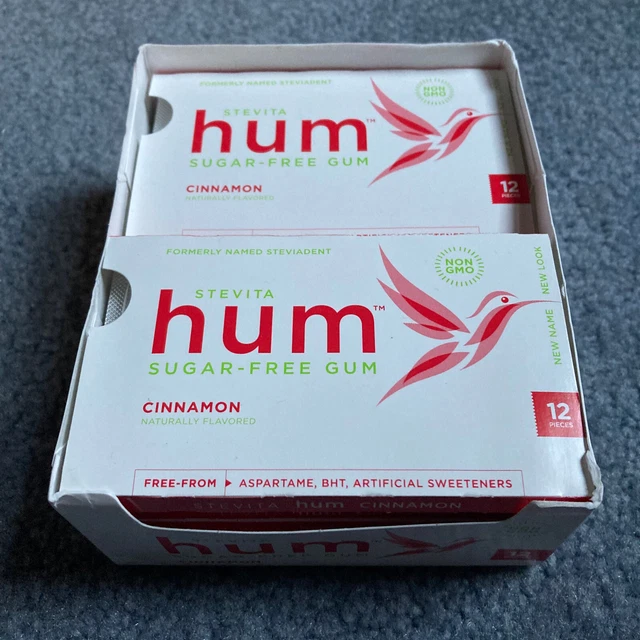 FORMERLY NAMED STEVIADENT
NON
GMO
STEVITA
hum™
SUGAR-FREE GUM
CINNAMON
NATURALLY FLAVORED
12
PIECES
FORMERLY NAMED STEVIADENT
NON
GMO
STEVITA
hum™
SUGAR-FREE GUM
NEW NAME NEW LOOK
CINNAMON
NATURALLY FLAVORED
12
PIECES
FREE-FROM ▶ ASPARTAME, BHT, ARTIFICIAL SWEETENERS
STEVITA hum CINNAMON
hum